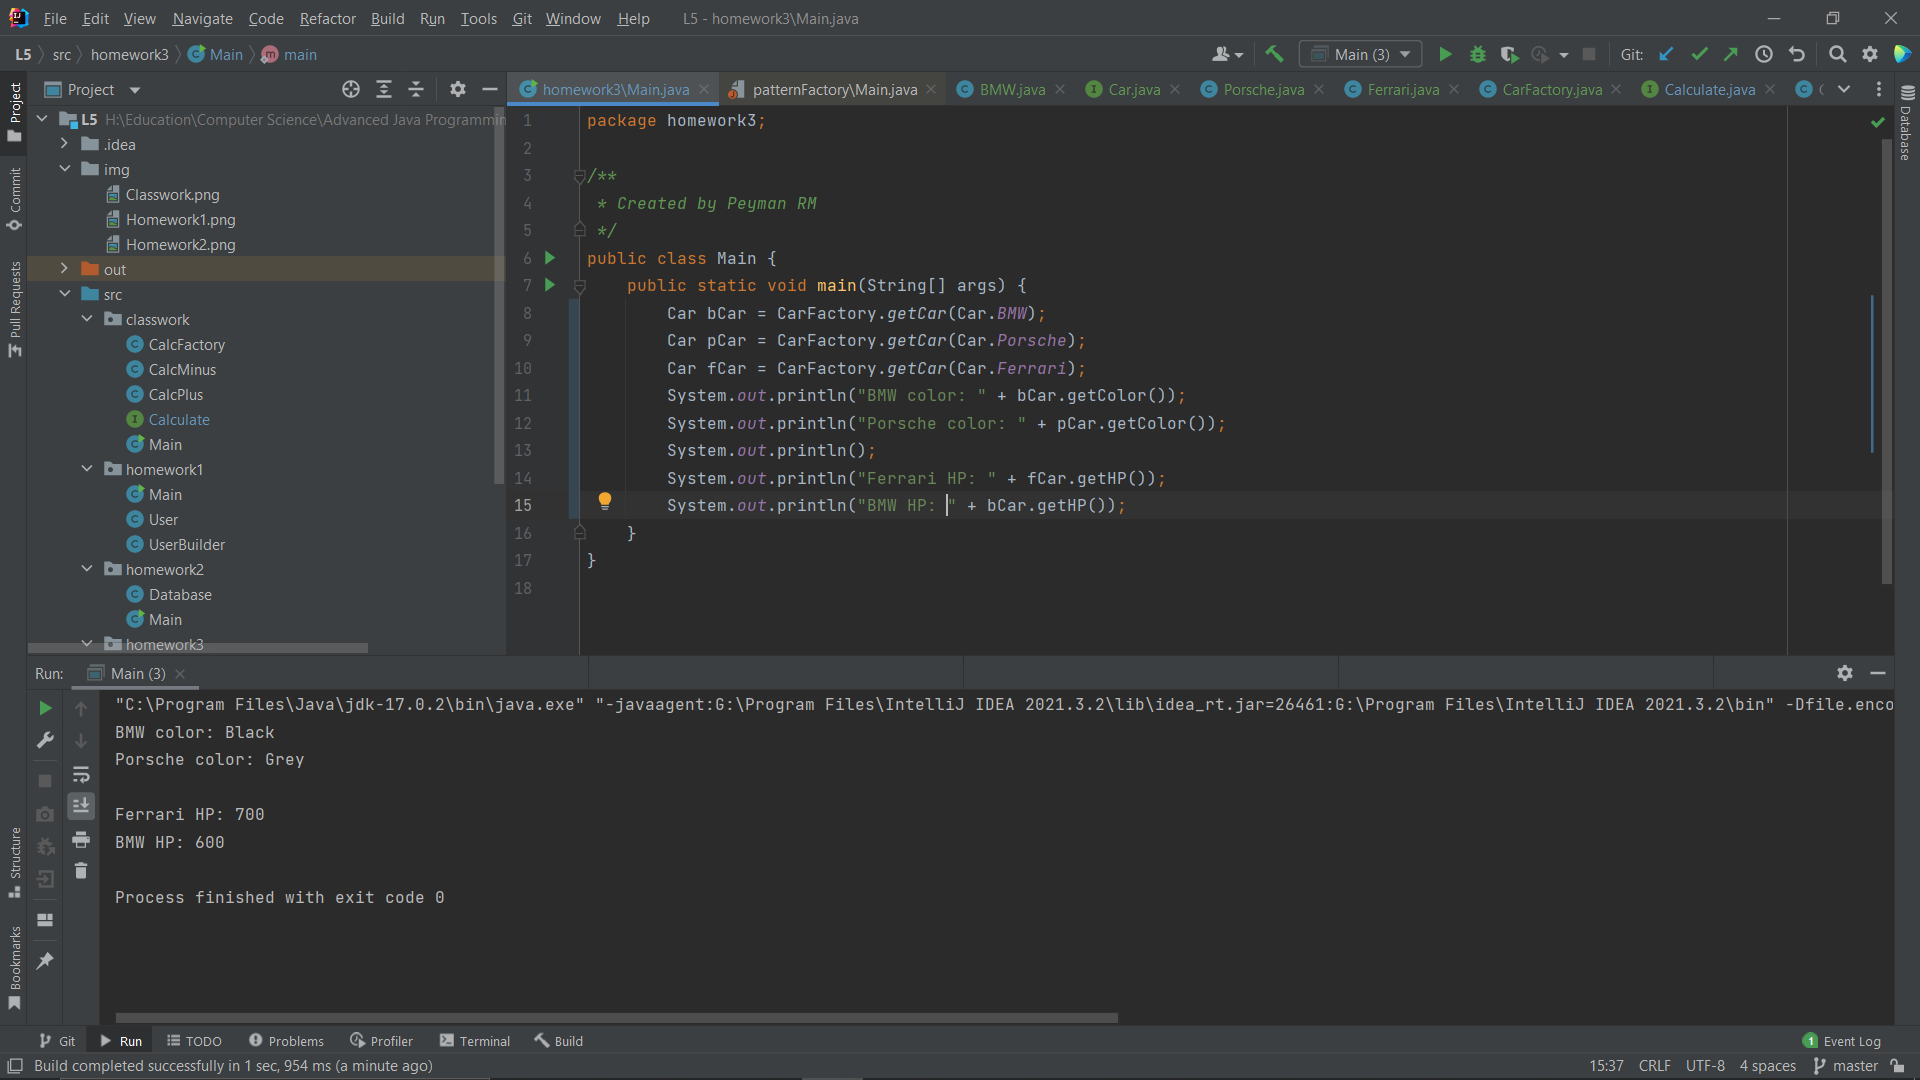 File Edit View Navigate Code Refactor Build Run Tools Git Window Help L5 - homework3\Main.java
L5 src homework3 Main main Main (3) Git:
Project
homework3\Main.java patternFactory\Main.java BMW.java Car.java Porsche.java Ferrari.java CarFactory.java Calculate.java
L5 H:\Education\Computer Science\Advanced Java Programmin
.idea
img
Classwork.png
Homework1.png
Homework2.png
out
src
classwork
CalcFactory
CalcMinus
CalcPlus
Calculate
Main
homework1
Main
User
UserBuilder
homework2
Database
Main
homework3
1 package homework3;
2
3 /**
4 * Created by Peyman RM
5 */
6 public class Main {
7 public static void main(String[] args) {
8 Car bCar = CarFactory.getCar(Car.BMW);
9 Car pCar = CarFactory.getCar(Car.Porsche);
10 Car fCar = CarFactory.getCar(Car.Ferrari);
11 System.out.println("BMW color: " + bCar.getColor());
12 System.out.println("Porsche color: " + pCar.getColor());
13 System.out.println();
14 System.out.println("Ferrari HP: " + fCar.getHP());
15 System.out.println("BMW HP: " + bCar.getHP());
16 }
17 }
18
Project
Commit
Pull Requests
Structure
Bookmarks
Database
Run: Main (3)
"C:\Program Files\Java\jdk-17.0.2\bin\java.exe" "-javaagent:G:\Program Files\IntelliJ IDEA 2021.3.2\lib\idea_rt.jar=26461:G:\Program Files\IntelliJ IDEA 2021.3.2\bin" -Dfile.enco
BMW color: Black
Porsche color: Grey
Ferrari HP: 700
BMW HP: 600
Process finished with exit code 0
Git Run TODO Problems Profiler Terminal Build 1 Event Log
Build completed successfully in 1 sec, 954 ms (a minute ago) 15:37 CRLF UTF-8 4 spaces master